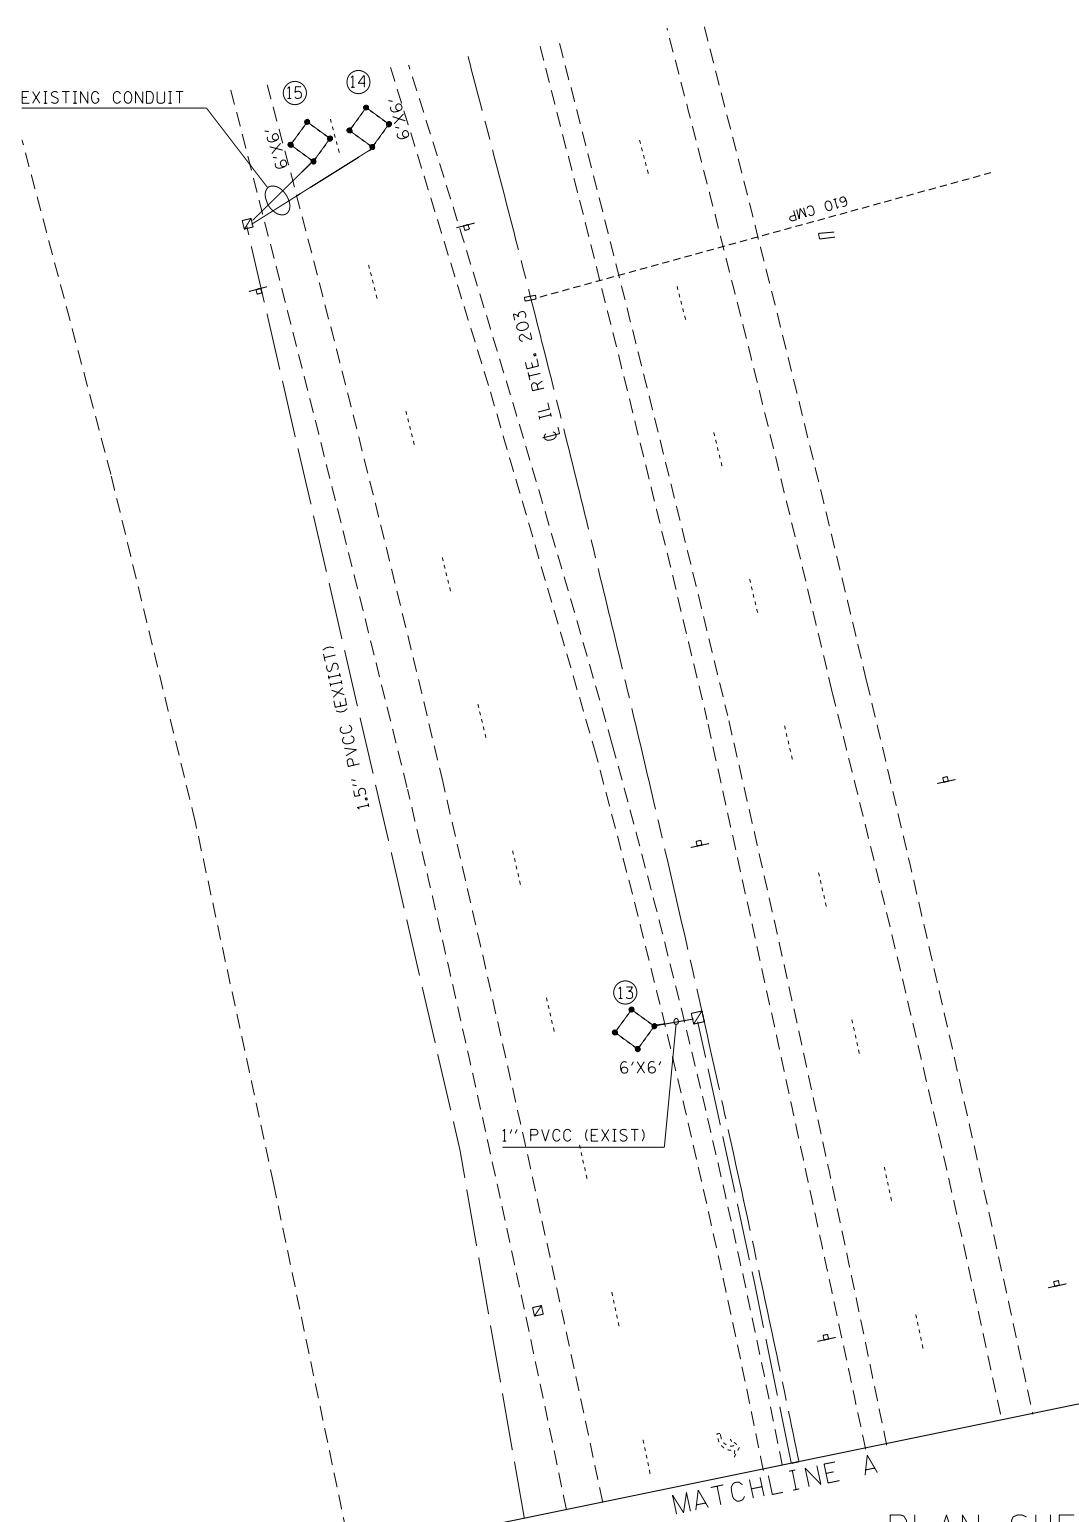 14
15
EXISTING CONDUIT
6'X6'
6'X6'
610 CMP
℄ IL RTE. 203
1.5" PVCC (EXIIST)
13
6'X6'
1" PVCC (EXIST)
MATCHLINE A